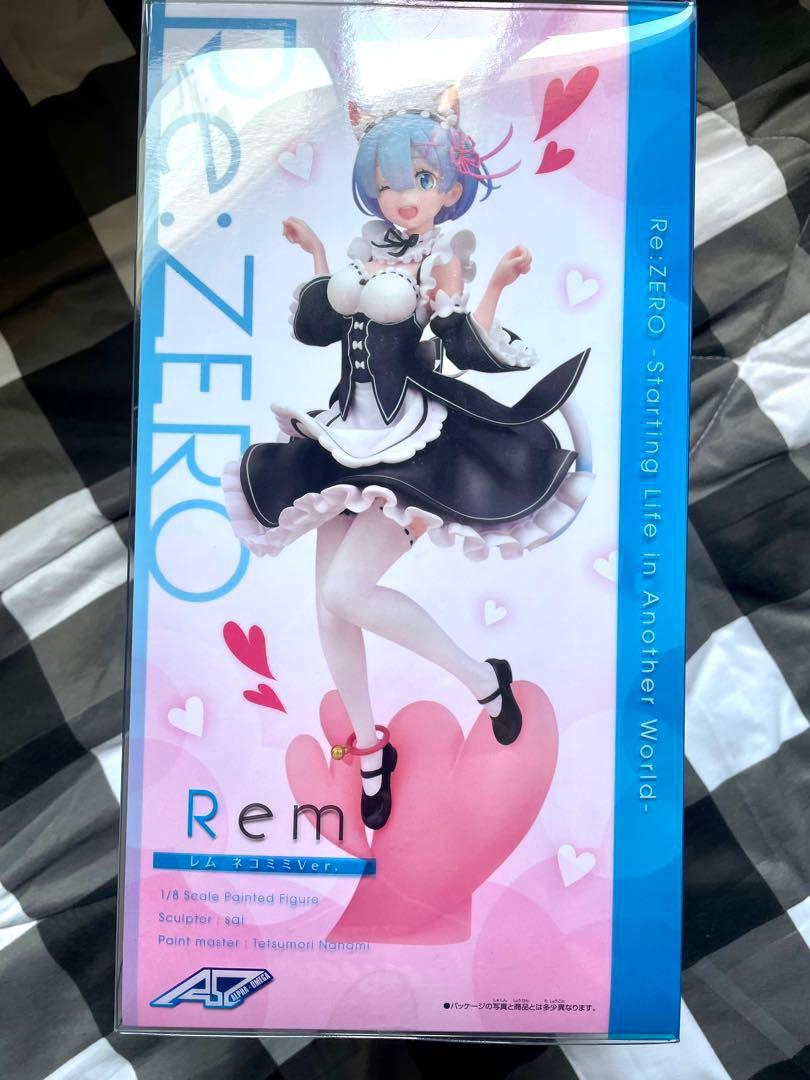 Re:ZERO
Re:ZERO -Starting Life in Another World-
Rem
レム ネコミミVer.
1/8 Scale Painted Figure
Sculptor : sai
Paint master : Tetsumori Nanami
AΩ ALPHA×OMEGA
●パッケージの写真と商品とは多少異なります。